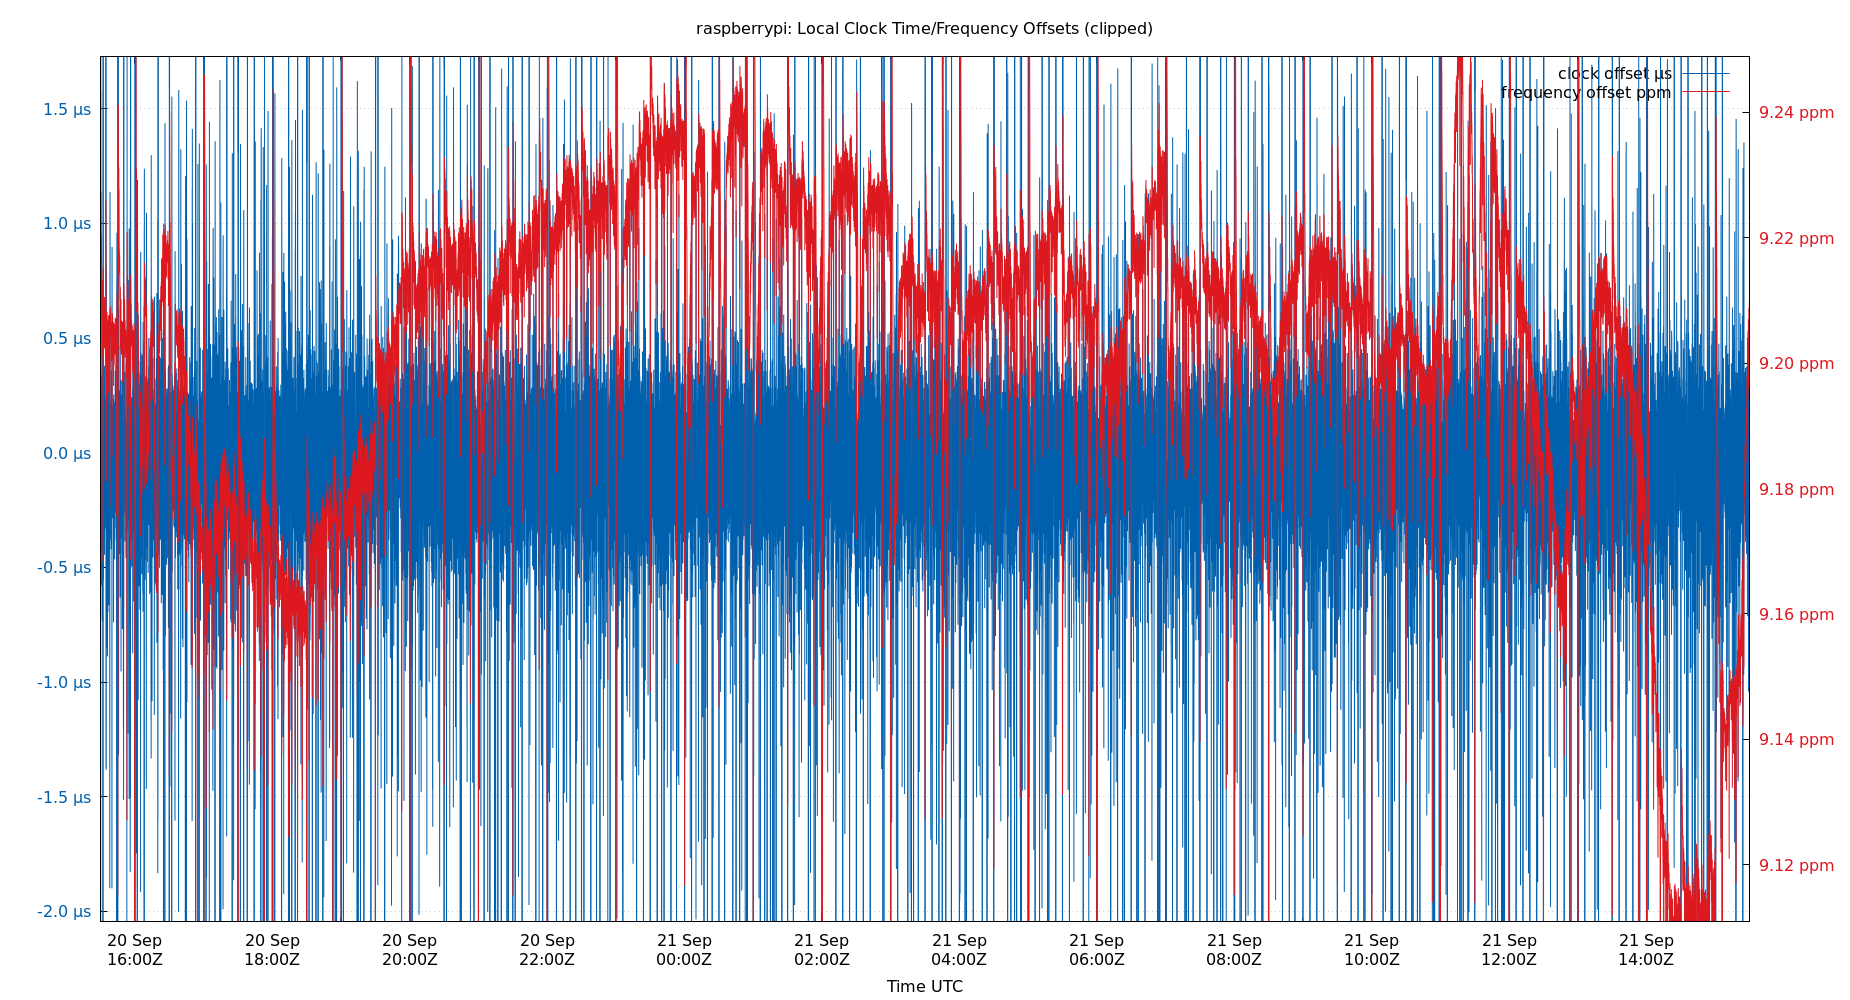 raspberrypi: Local Clock Time/Frequency Offsets (clipped)
clock offset µs
frequency offset ppm
1.5 µs
1.0 µs
0.5 µs
0.0 µs
-0.5 µs
-1.0 µs
-1.5 µs
-2.0 µs
9.24 ppm
9.22 ppm
9.20 ppm
9.18 ppm
9.16 ppm
9.14 ppm
9.12 ppm
20 Sep 20 Sep 20 Sep 20 Sep 21 Sep 21 Sep 21 Sep 21 Sep 21 Sep 21 Sep 21 Sep 21 Sep
16:00Z 18:00Z 20:00Z 22:00Z 00:00Z 02:00Z 04:00Z 06:00Z 08:00Z 10:00Z 12:00Z 14:00Z
Time UTC